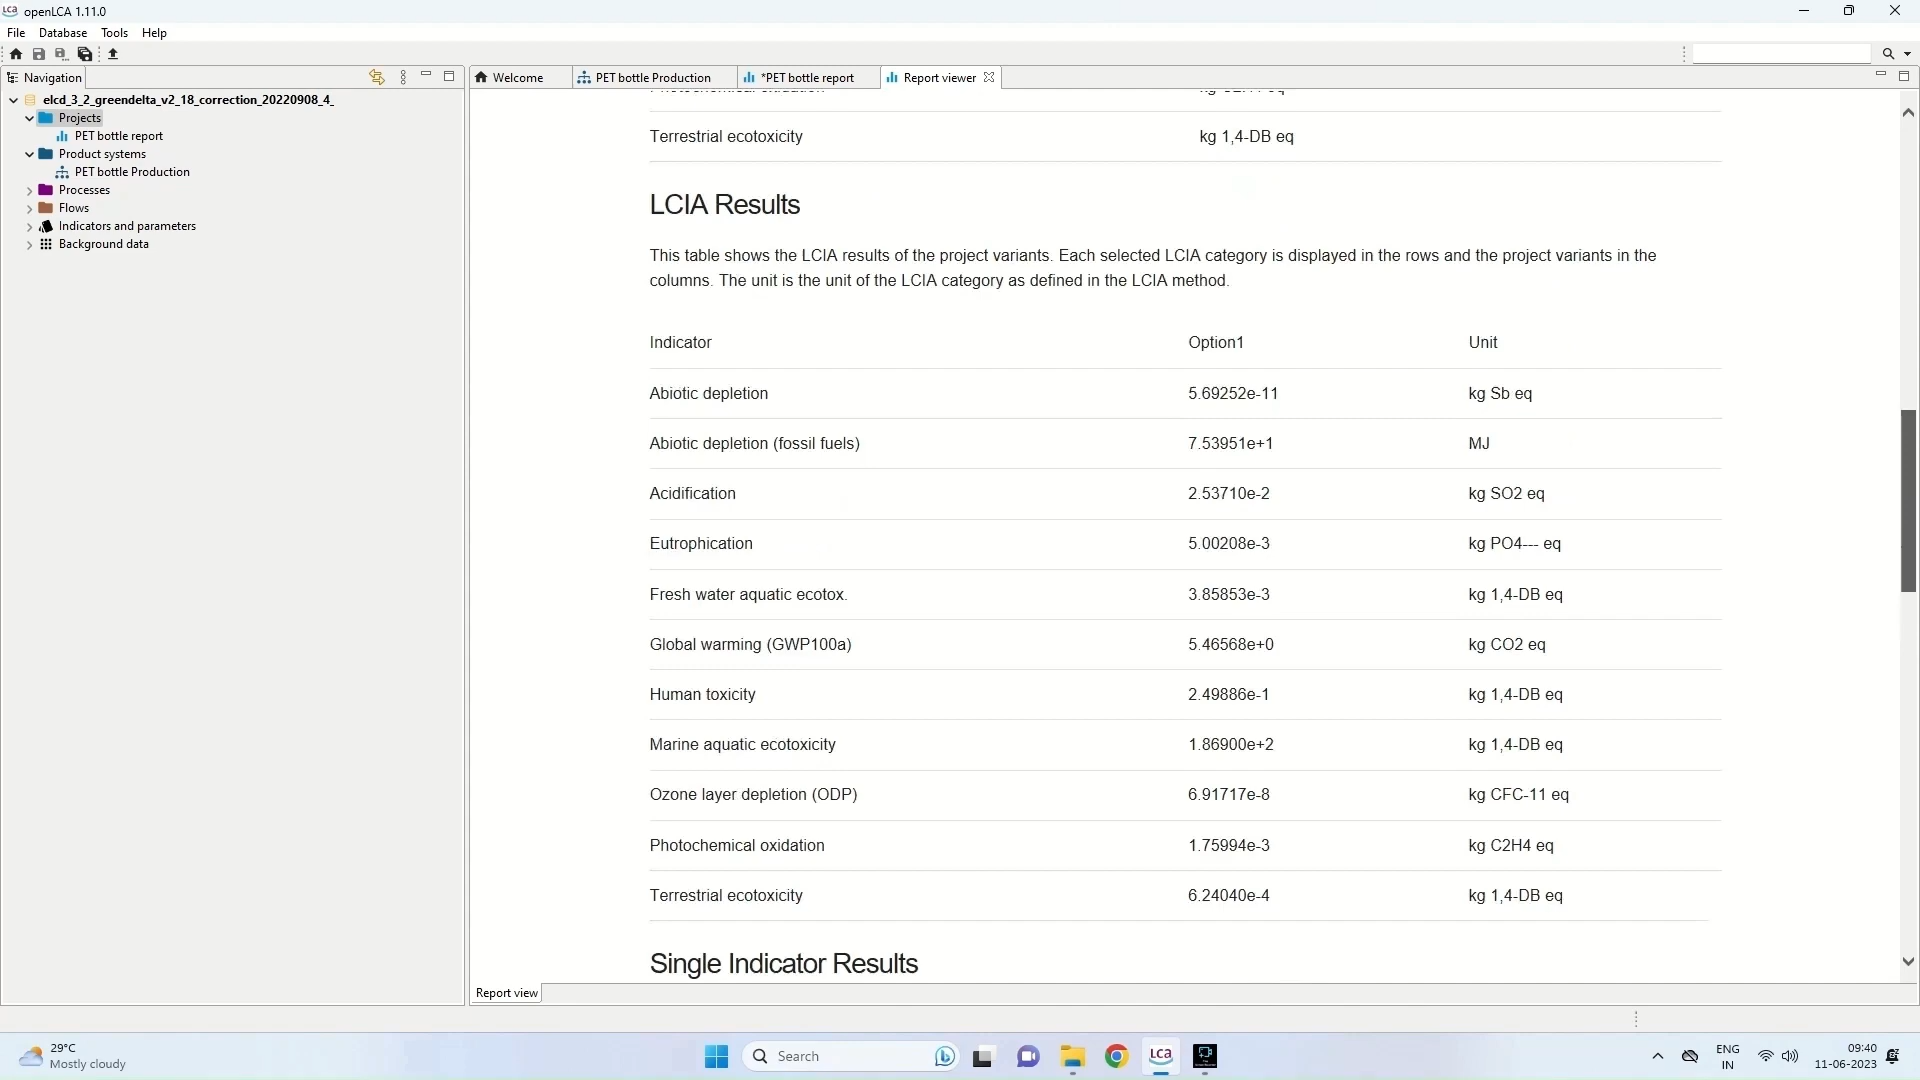 LCA openLCA 1.11.0
File Database Tools Help
Navigation
Welcome PET bottle Production *PET bottle report Report viewer
elcd_3_2_greendelta_v2_18_correction_20220908_4_
Projects
PET bottle report
Product systems
PET bottle Production
Processes
Flows
Indicators and parameters
Background data
Terrestrial ecotoxicity kg 1,4-DB eq
LCIA Results
This table shows the LCIA results of the project variants. Each selected LCIA category is displayed in the rows and the project variants in the
columns. The unit is the unit of the LCIA category as defined in the LCIA method.
Indicator Option1 Unit
Abiotic depletion 5.69252e-11 kg Sb eq
Abiotic depletion (fossil fuels) 7.53951e+1 MJ
Acidification 2.53710e-2 kg SO2 eq
Eutrophication 5.00208e-3 kg PO4--- eq
Fresh water aquatic ecotox. 3.85853e-3 kg 1,4-DB eq
Global warming (GWP100a) 5.46568e+0 kg CO2 eq
Human toxicity 2.49886e-1 kg 1,4-DB eq
Marine aquatic ecotoxicity 1.86900e+2 kg 1,4-DB eq
Ozone layer depletion (ODP) 6.91717e-8 kg CFC-11 eq
Photochemical oxidation 1.75994e-3 kg C2H4 eq
Terrestrial ecotoxicity 6.24040e-4 kg 1,4-DB eq
Single Indicator Results
Report view
29°C
Mostly cloudy
Search
LCA
ENG
IN
09:40
11-06-2023